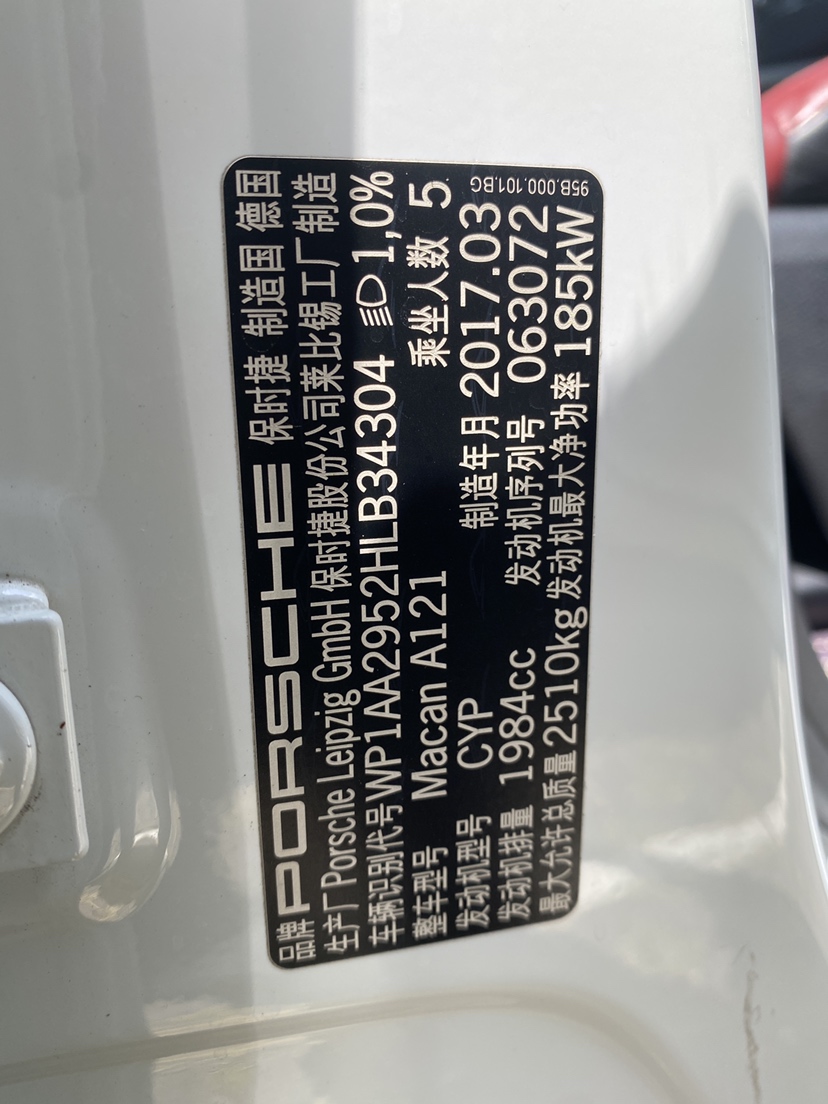 品牌 PORSCHE 保时捷 制造国 德国
生产厂 Porsche Leipzig GmbH 保时捷股份公司莱比锡工厂 制造
车辆识别代号 WP1AA2952HLB34304 1,0%
整车型号 Macan A121 乘坐人数 5
发动机型号 CYP 制造年月 2017.03
发动机排量 1984cc 发动机序列号 063072
最大允许总质量 2510kg 发动机最大净功率 185kW
95B.000.101.BG